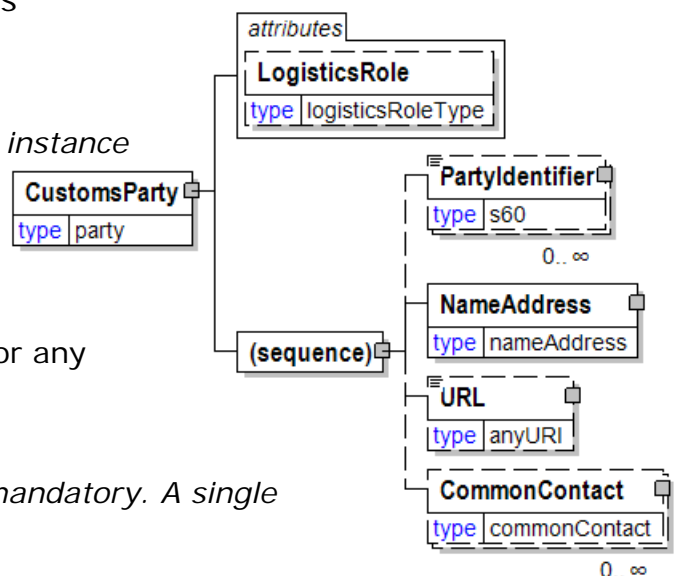 s
attributes
LogisticsRole
type logisticsRoleType
instance
CustomsParty
type party
PartyIdentifier
type s60
0.. ∞
NameAddress
type nameAddress
or any
(sequence)
URL
type anyURI
mandatory. A single
CommonContact
type commonContact
0.. ∞